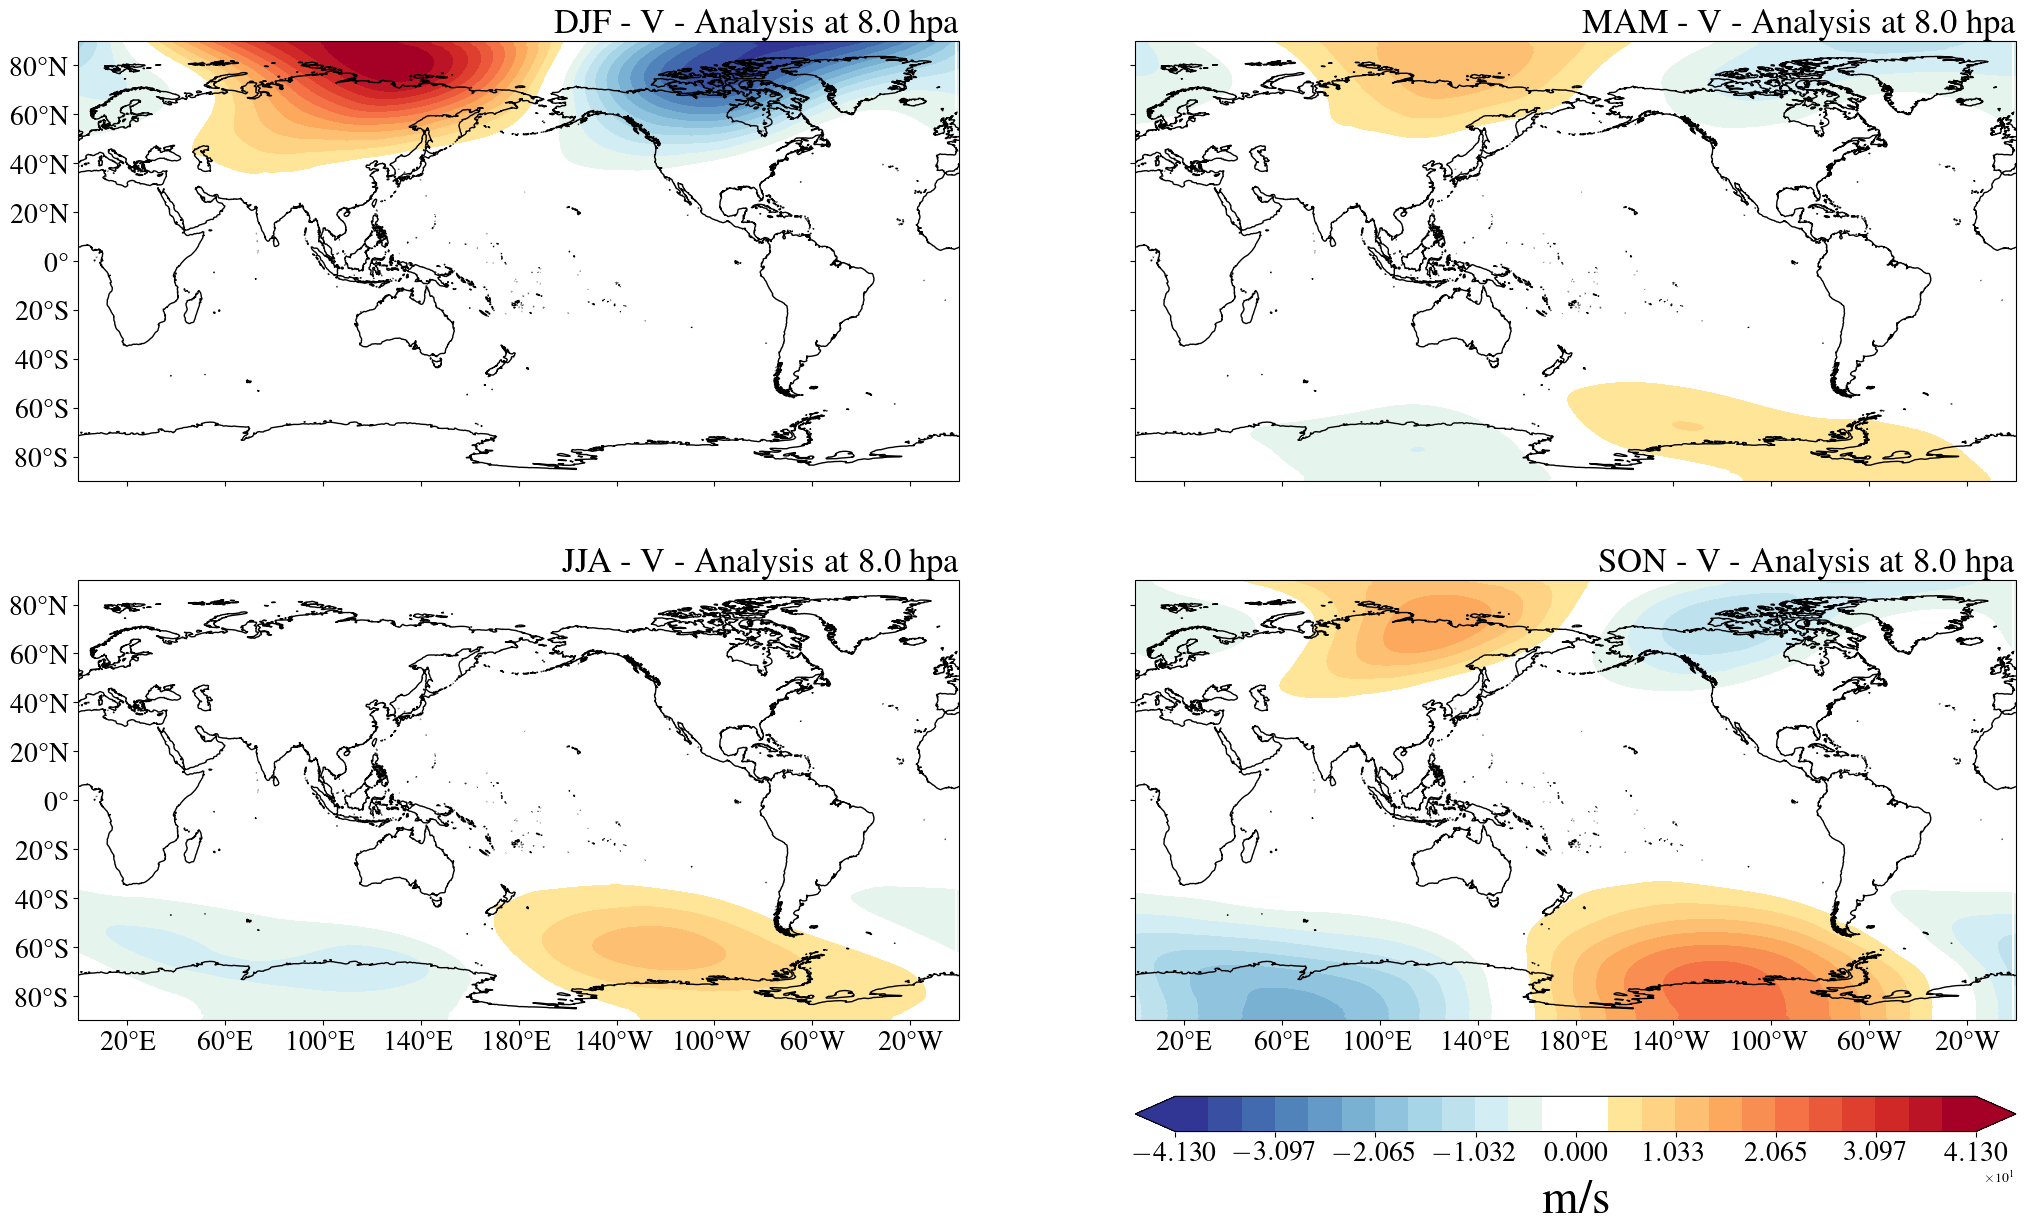 DJF - V - Analysis at 8.0 hpa
MAM - V - Analysis at 8.0 hpa
80°N
60°N
40°N
20°N
0°
20°S
40°S
60°S
80°S
JJA - V - Analysis at 8.0 hpa
SON - V - Analysis at 8.0 hpa
80°N
60°N
40°N
20°N
0°
20°S
40°S
60°S
80°S
20°E 60°E 100°E 140°E 180°E 140°W 100°W 60°W 20°W
20°E 60°E 100°E 140°E 180°E 140°W 100°W 60°W 20°W
−4.130 −3.097 −2.065 −1.032 0.000 1.033 2.065 3.097 4.130
×10¹
m/s